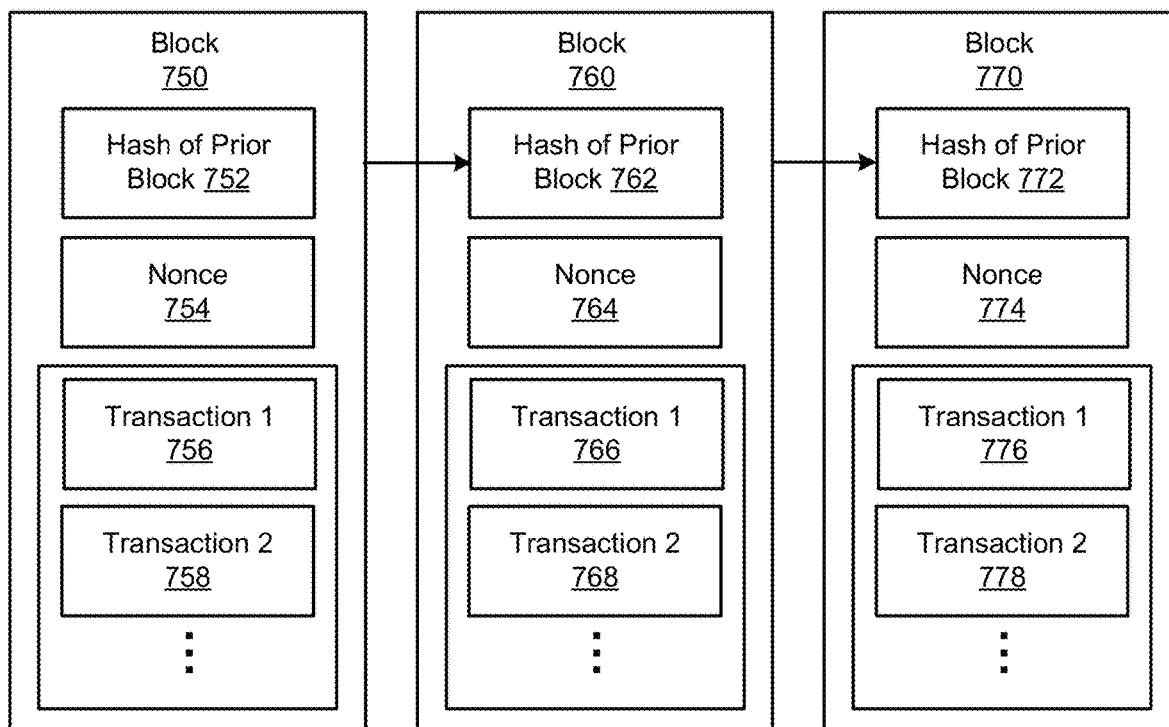 Block
750
Hash of Prior
Block 752
Nonce
754
Transaction 1
756
Transaction 2
758
Block
760
Hash of Prior
Block 762
Nonce
764
Transaction 1
766
Transaction 2
768
Block
770
Hash of Prior
Block 772
Nonce
774
Transaction 1
776
Transaction 2
778